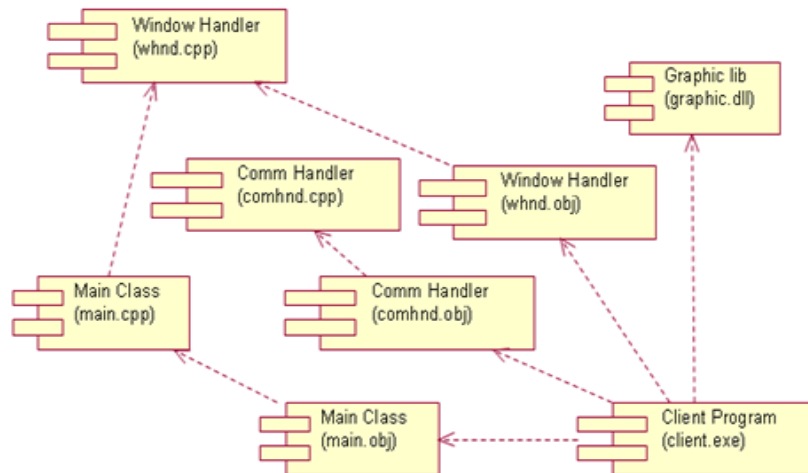 Window Handler
(whnd.cpp)
Graphic lib
(graphic.dll)
Comm Handler
(comhnd.cpp)
Window Handler
(whnd.obj)
Main Class
(main.cpp)
Comm Handler
(comhnd.obj)
Main Class
(main.obj)
Client Program
(client.exe)